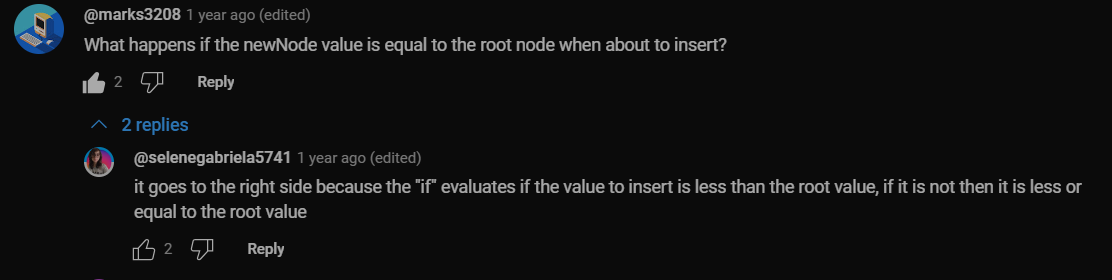 @marks3208 1 year ago (edited)
What happens if the newNode value is equal to the root node when about to insert?
2 Reply
2 replies
@selenegabriela5741 1 year ago (edited)
it goes to the right side because the "if" evaluates if the value to insert is less than the root value, if it is not then it is less or
equal to the root value
2 Reply